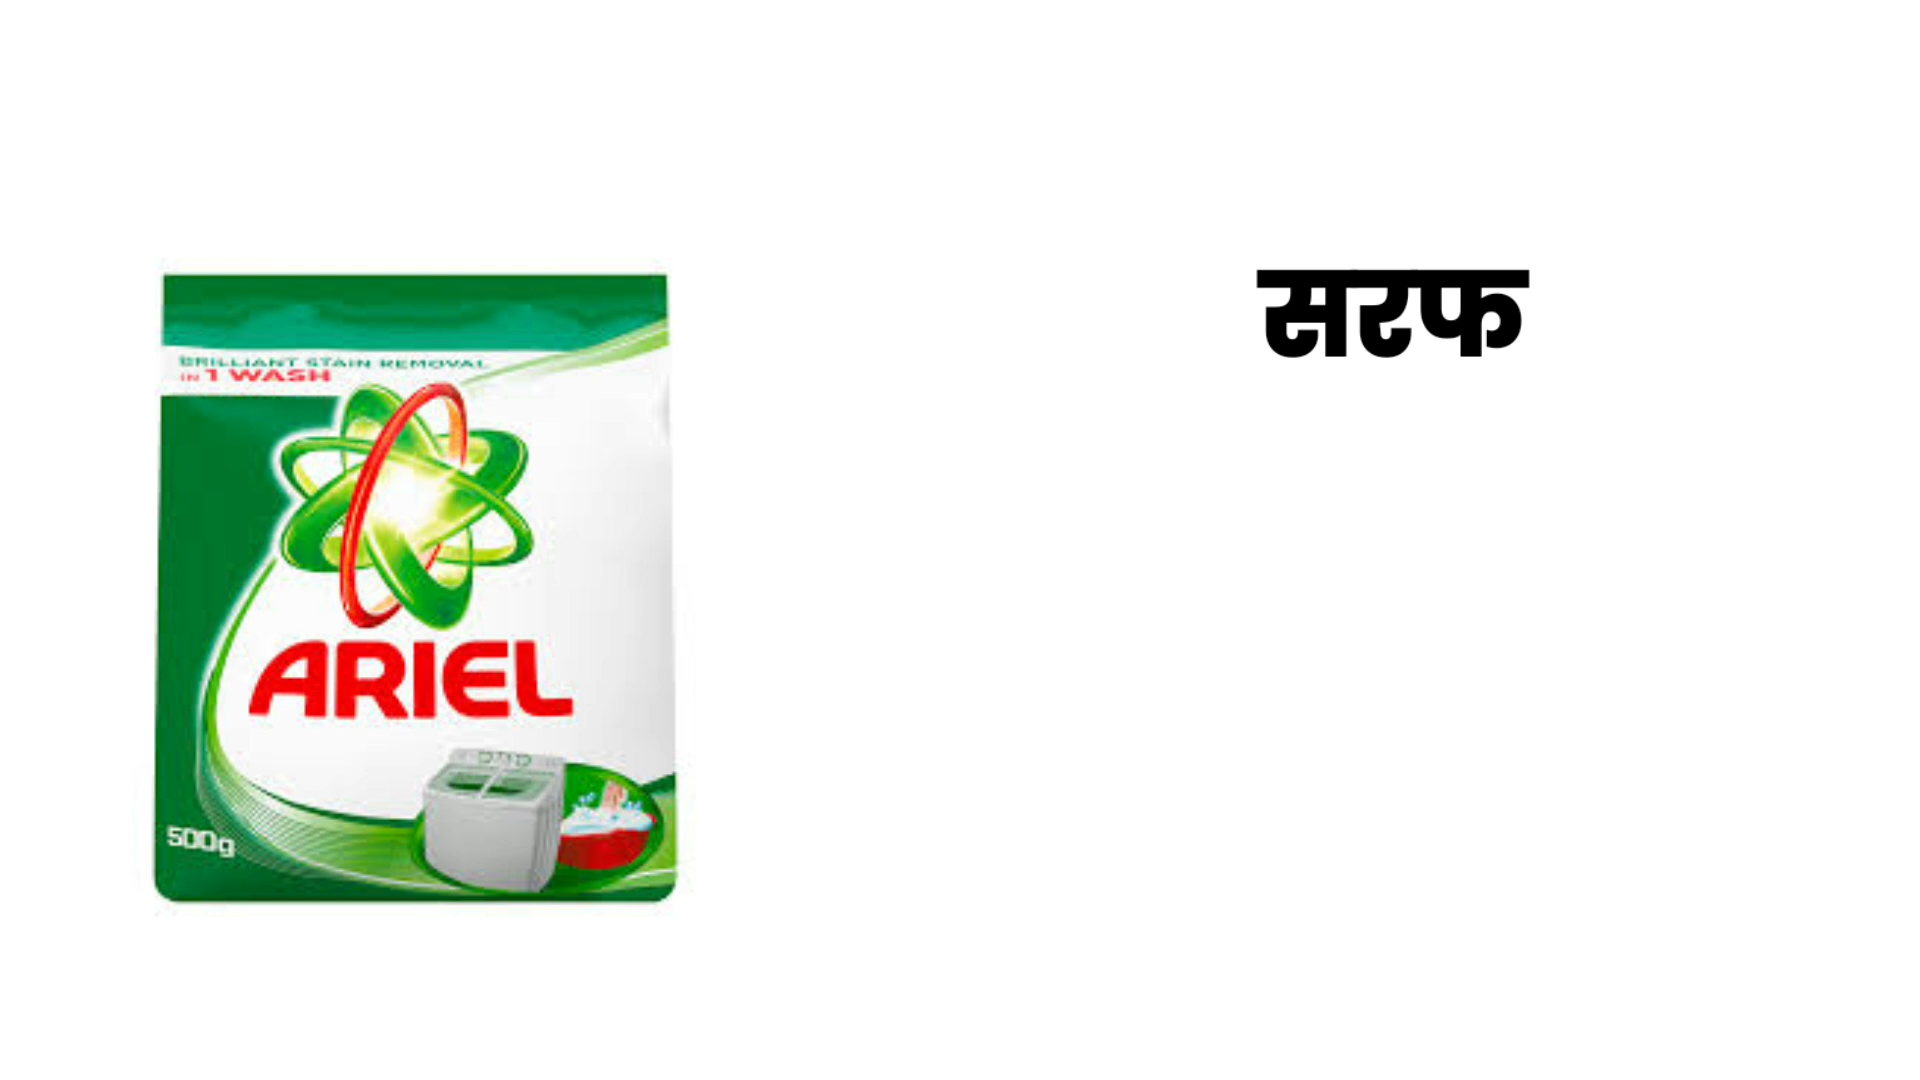 BRILLIANT STAIN REMOVAL
IN 1 WASH
ARIEL
500g
सरफ